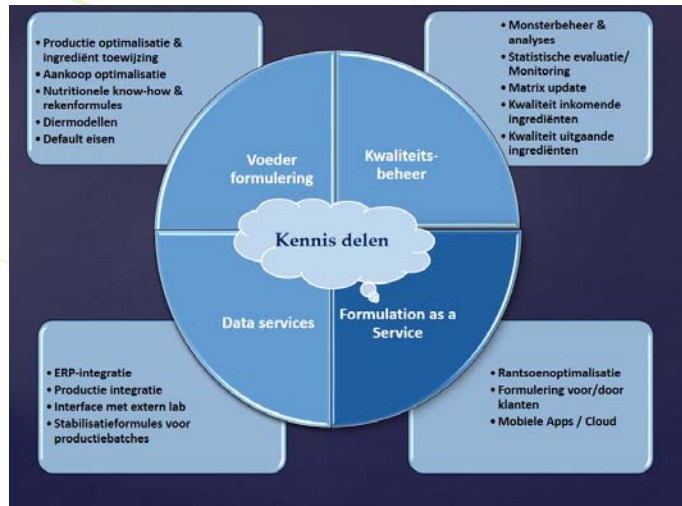 • Productie optimalisatie &
ingrediënt toewijzing
• Aankoop optimalisatie
• Nutritionele know-how &
rekenformules
• Diermodellen
• Default eisen
• Monsterbeheer &
analyses
• Statistische evaluatie/
Monitoring
• Matrix update
• Kwaliteit inkomende
ingrediënten
• Kwaliteit uitgaande
ingrediënten
Voeder
formulering
Kwaliteits-
beheer
Kennis delen
Data services
Formulation as a
Service
• ERP-integratie
• Productie integratie
• Interface met extern lab
• Stabilisatieformules voor
productiebatches
• Rantsoenoptimalisatie
• Formulering voor/door
klanten
• Mobiele Apps / Cloud